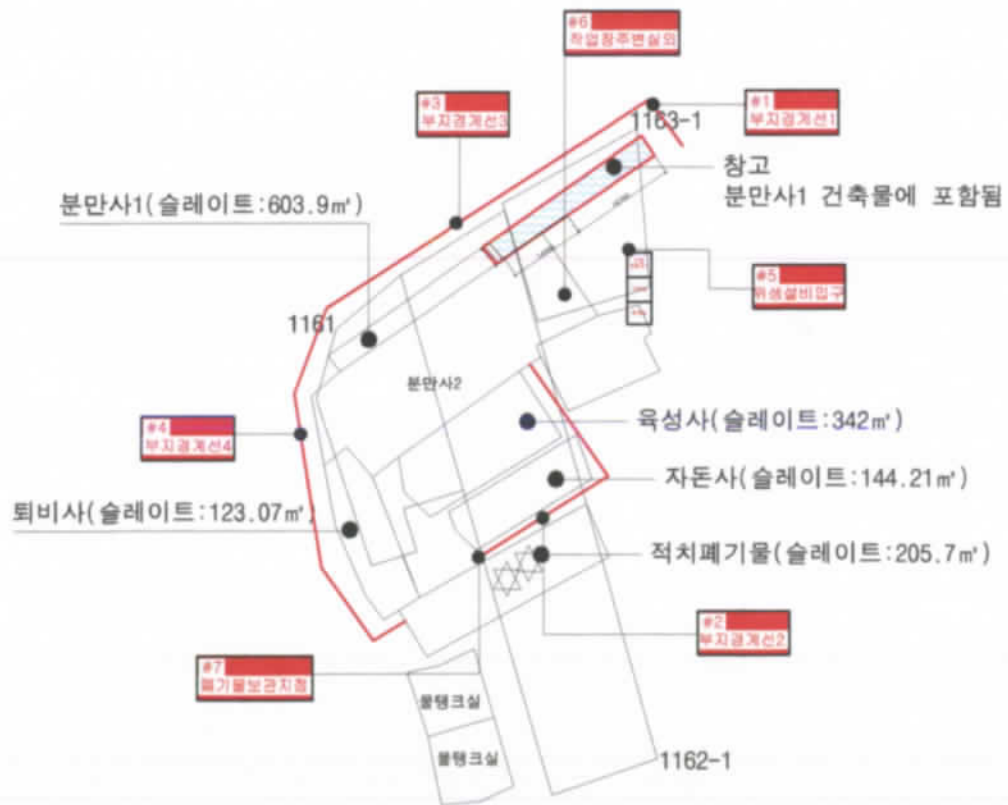 #6
작업장주변실외
#3
부지경계선3
#1
부지경계선1
1163-1
창고
분만사1 건축물에 포함됨
분만사1(슬레이트:603.9㎡)
#5
위생설비입구
1161
분만사2
#4
부지경계선4
육성사(슬레이트:342㎡)
자돈사(슬레이트:144.21㎡)
퇴비사(슬레이트:123.07㎡)
적치폐기물(슬레이트:205.7㎡)
#2
부지경계선2
#7
폐기물보관지점
물탱크실
물탱크실
1162-1